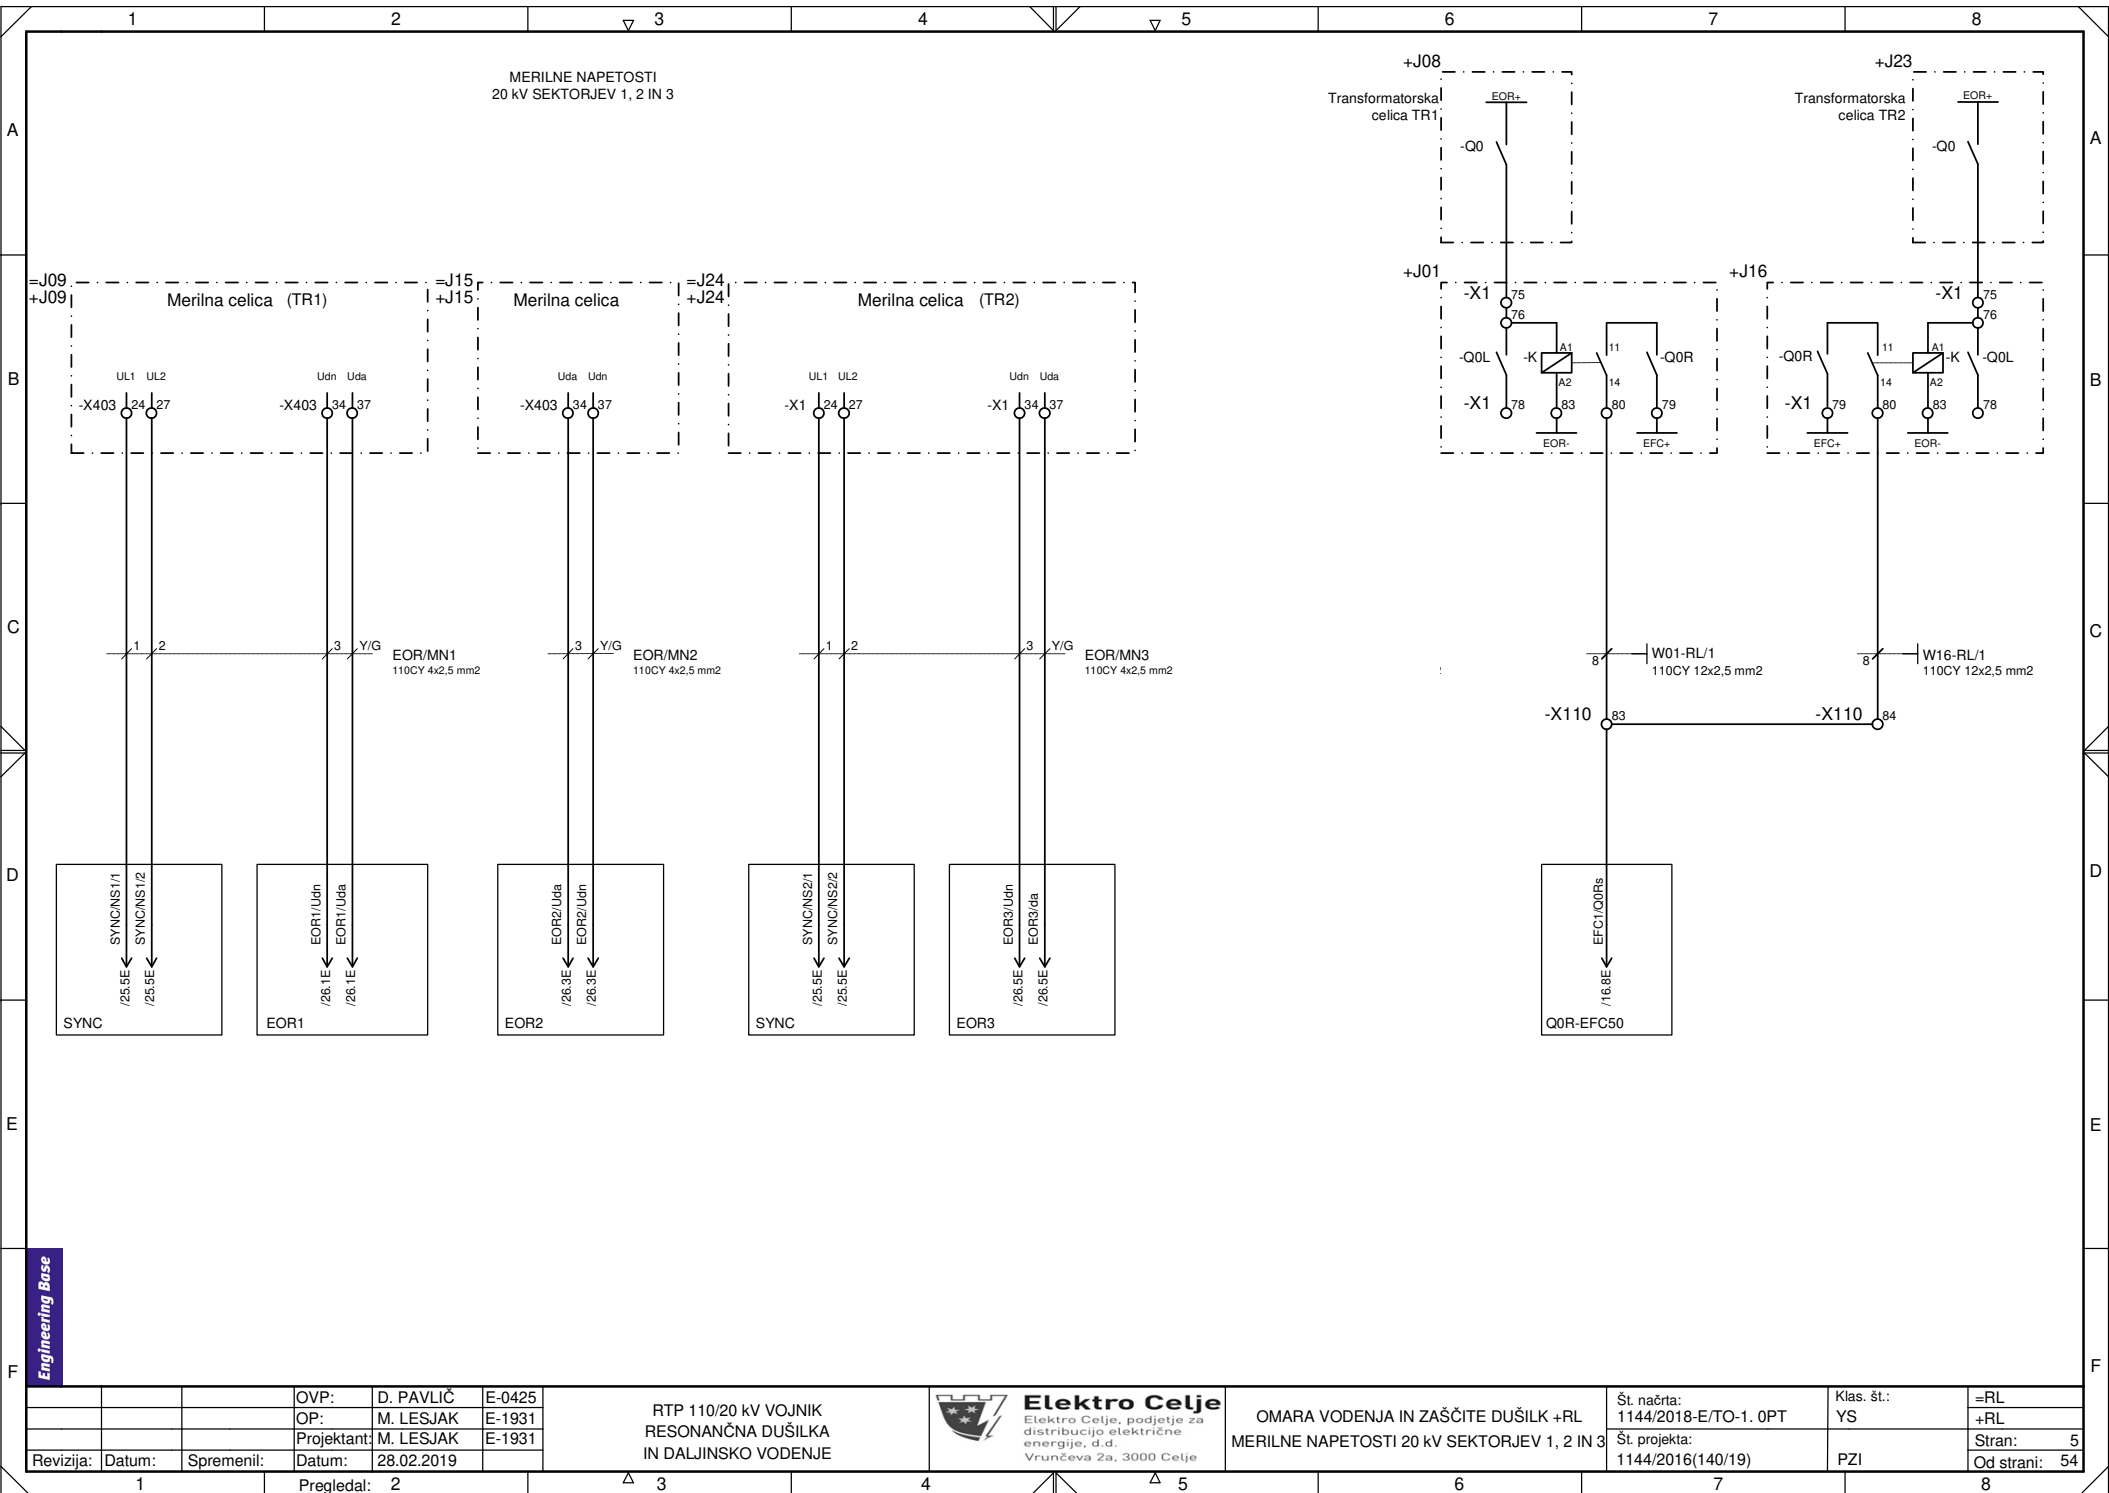 1 2 3 4 5 6 7 8
MERILNE NAPETOSTI
20 kV SEKTORJEV 1, 2 IN 3
+J08
Transformatorska
celica TR1
EOR+
-Q0
+J23
Transformatorska
celica TR2
EOR+
-Q0
A A
=J09
+J09
Merilna celica (TR1)
UL1 UL2
-X403 24 27
Udn Uda
-X403 34 37
=J15
+J15
Merilna celica
Uda Udn
-X403 34 37
=J24
+J24
Merilna celica (TR2)
UL1 UL2
-X1 24 27
Udn Uda
-X1 34 37
+J01
-X1 75
76
-Q0L -K A1 11 -Q0R
A2 14
-X1 78 83 80 79
EOR- EFC+
+J16
-X1 75
76
-Q0R 11 A1 -K -Q0L
14 A2
-X1 79 80 83 78
EFC+ EOR-
B B
1 2 3 Y/G EOR/MN1
110CY 4x2,5 mm2
3 Y/G EOR/MN2
110CY 4x2,5 mm2
1 2 3 Y/G EOR/MN3
110CY 4x2,5 mm2
8 W01-RL/1
110CY 12x2,5 mm2
8 W16-RL/1
110CY 12x2,5 mm2
-X110 83
-X110 84
C C
SYNC/NS1/1
SYNC/NS1/2
/25.5E
/25.5E
SYNC
EOR1/Udn
EOR1/Uda
/26.1E
/26.1E
EOR1
EOR2/Uda
EOR2/Udn
/26.3E
/26.3E
EOR2
SYNC/NS2/1
SYNC/NS2/2
/25.5E
/25.5E
SYNC
EOR3/Udn
EOR3/da
/26.5E
/26.5E
EOR3
EFC1/Q0Rs
/16.8E
Q0R-EFC50
D D
E E
F F
Engineering Base
Revizija: Datum: Spremenil:
OVP: D. PAVLIČ E-0425
OP: M. LESJAK E-1931
Projektant: M. LESJAK E-1931
Datum: 28.02.2019
Pregledal:
RTP 110/20 kV VOJNIK
RESONANČNA DUŠILKA
IN DALJINSKO VODENJE
Elektro Celje
Elektro Celje, podjetje za
distribucijo električne
energije, d.d.
Vrunčeva 2a, 3000 Celje
OMARA VODENJA IN ZAŠČITE DUŠILK +RL
MERILNE NAPETOSTI 20 kV SEKTORJEV 1, 2 IN 3
Št. načrta:
1144/2018-E/TO-1. 0PT
Št. projekta:
1144/2016(140/19)
Klas. št.:
YS
PZI
=RL
+RL
Stran: 5
Od strani: 54
1 2 3 4 5 6 7 8